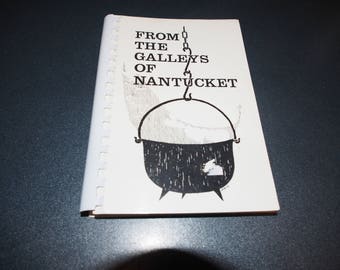 FROM
THE
GALLEYS
OF
NANTUCKET